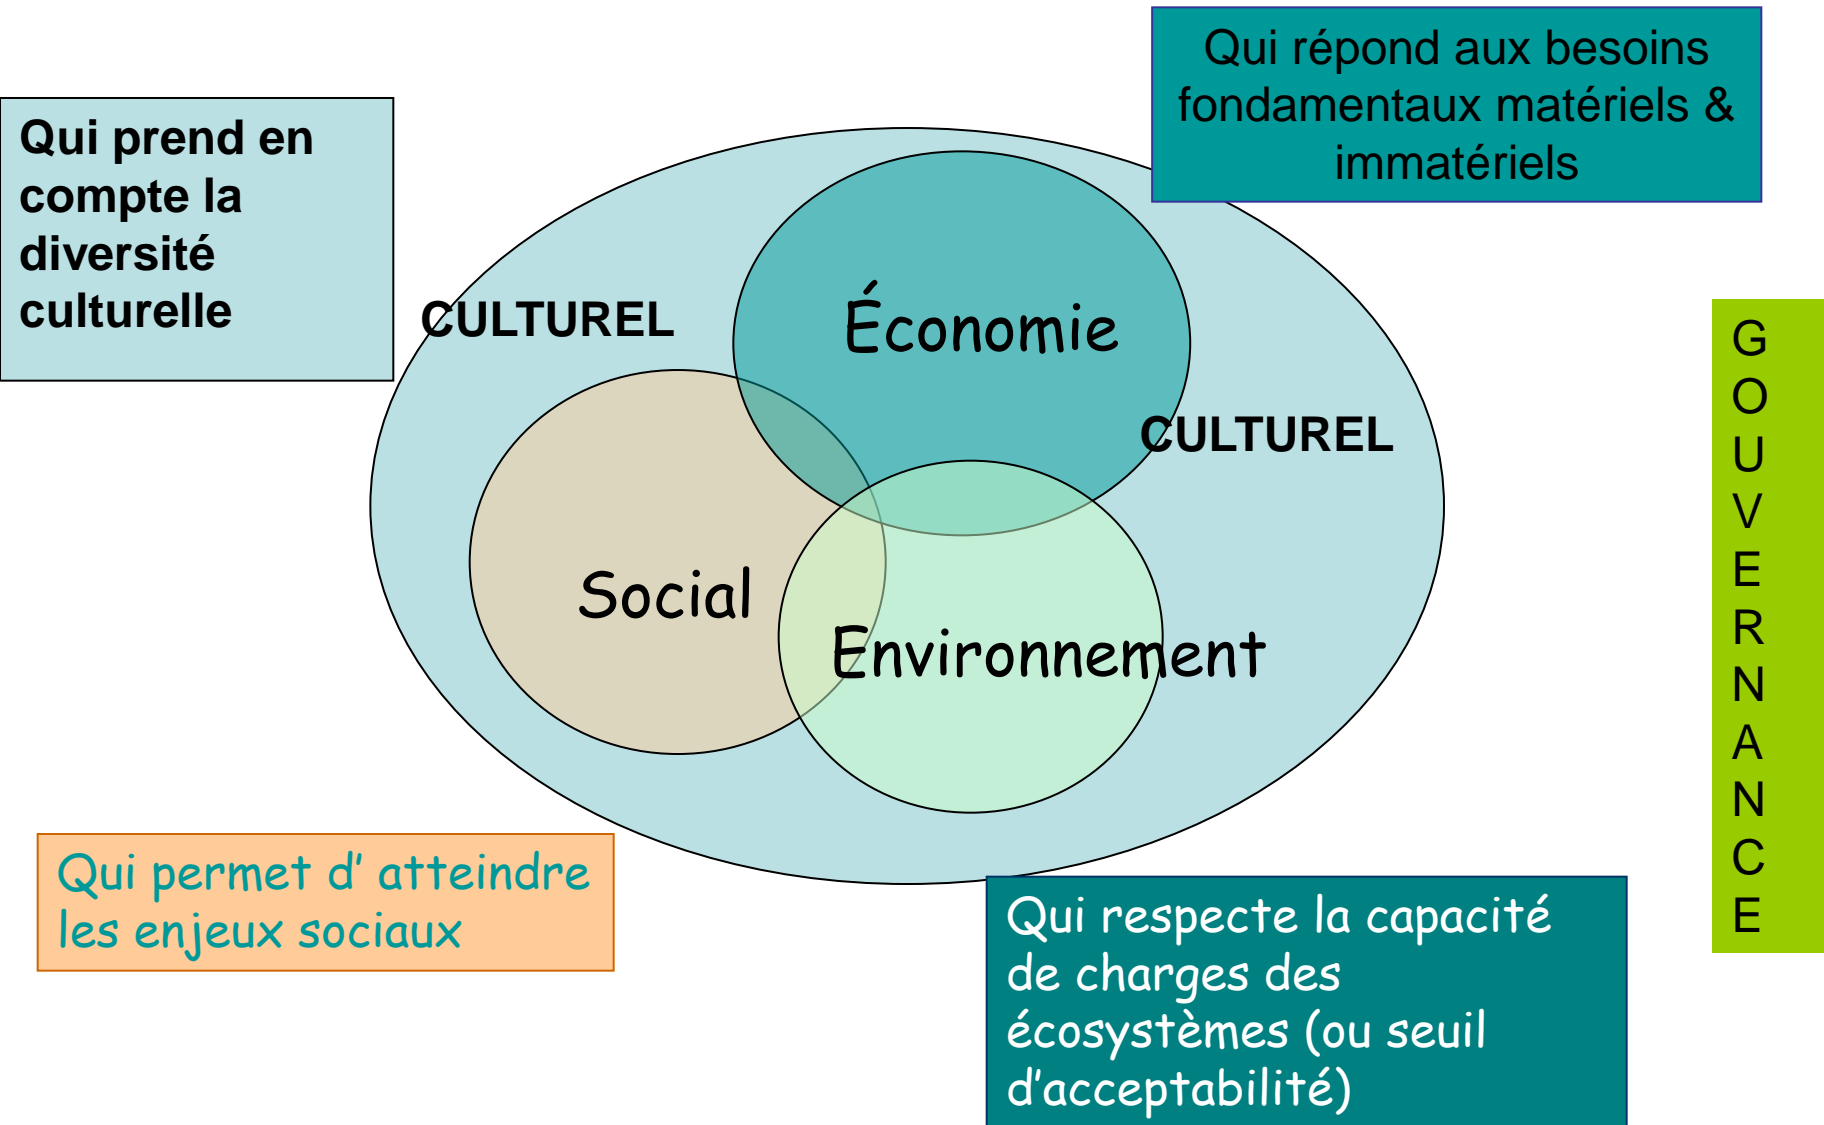 Qui répond aux besoins
fondamentaux matériels &
immatériels
Qui prend en
compte la
diversité
culturelle
CULTUREL
Économie
CULTUREL
Social
Environnement
G
O
U
V
E
R
N
A
N
C
E
Qui permet d’ atteindre
les enjeux sociaux
Qui respecte la capacité
de charges des
écosystèmes (ou seuil
d’acceptabilité)